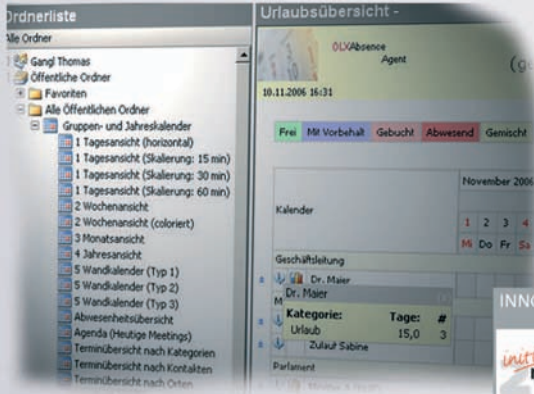 Ordnerliste
Alle Ordner
Gangl Thomas
Öffentliche Ordner
Favoriten
Alle Öffentlichen Ordner
Gruppen- und Jahreskalender
1 Tagesansicht (horizontal)
1 Tagesansicht (Skalierung: 15 min)
1 Tagesansicht (Skalierung: 30 min)
1 Tagesansicht (Skalierung: 60 min)
2 Wochenansicht
2 Wochenansicht (coloriert)
3 Monatsansicht
4 Jahresansicht
5 Wandkalender (Typ 1)
5 Wandkalender (Typ 2)
5 Wandkalender (Typ 3)
Abwesenheitsübersicht
Agenda (Heutige Meetings)
Terminübersicht nach Kategorien
Terminübersicht nach Kontakten
Terminübersicht nach Orten
Urlaubsübersicht -
OLXAbsence
Agent
10.11.2006 16:31
Frei Mit Vorbehalt Gebucht Abwesend Gemischt
November 2006
Kalender
1 2 3 4
Mi Do Fr Sa
Geschäftsleitung
Dr. Maier
Dr. Maier
Kategorie: Tage: #
Urlaub 15,0 3
Zulauf Sabine
Parlament
INNO